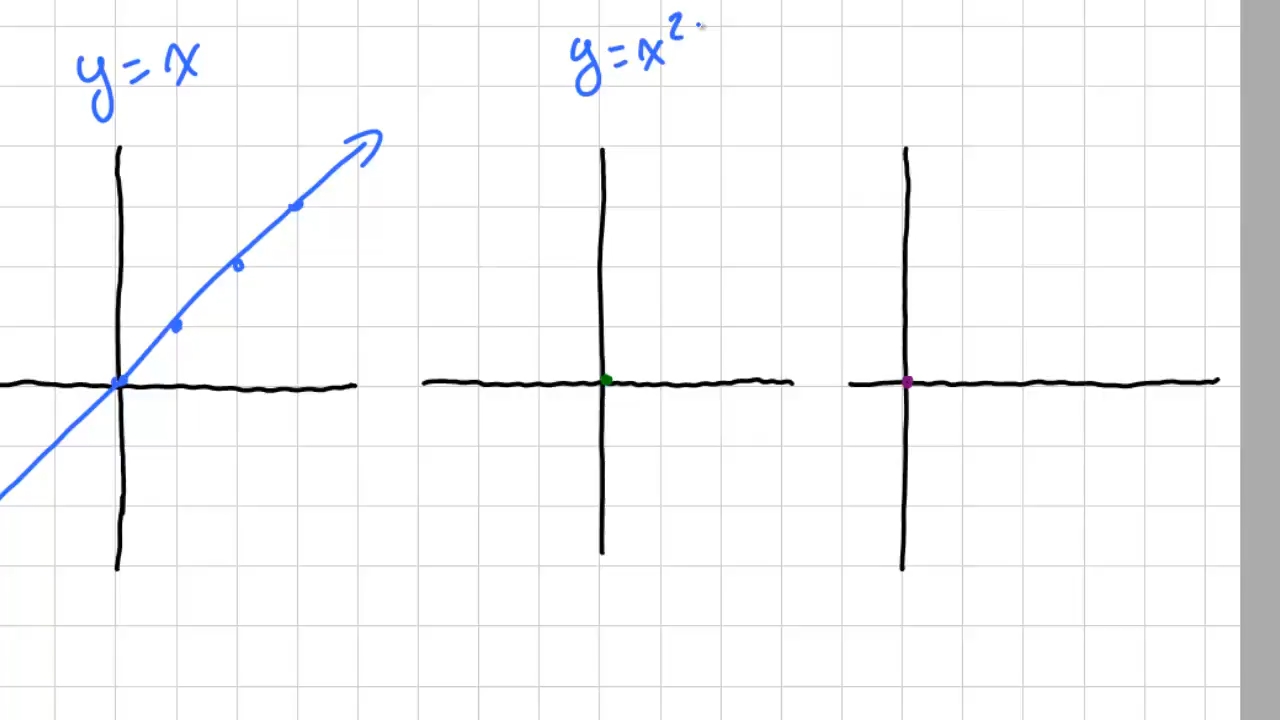 y = x
y = x²